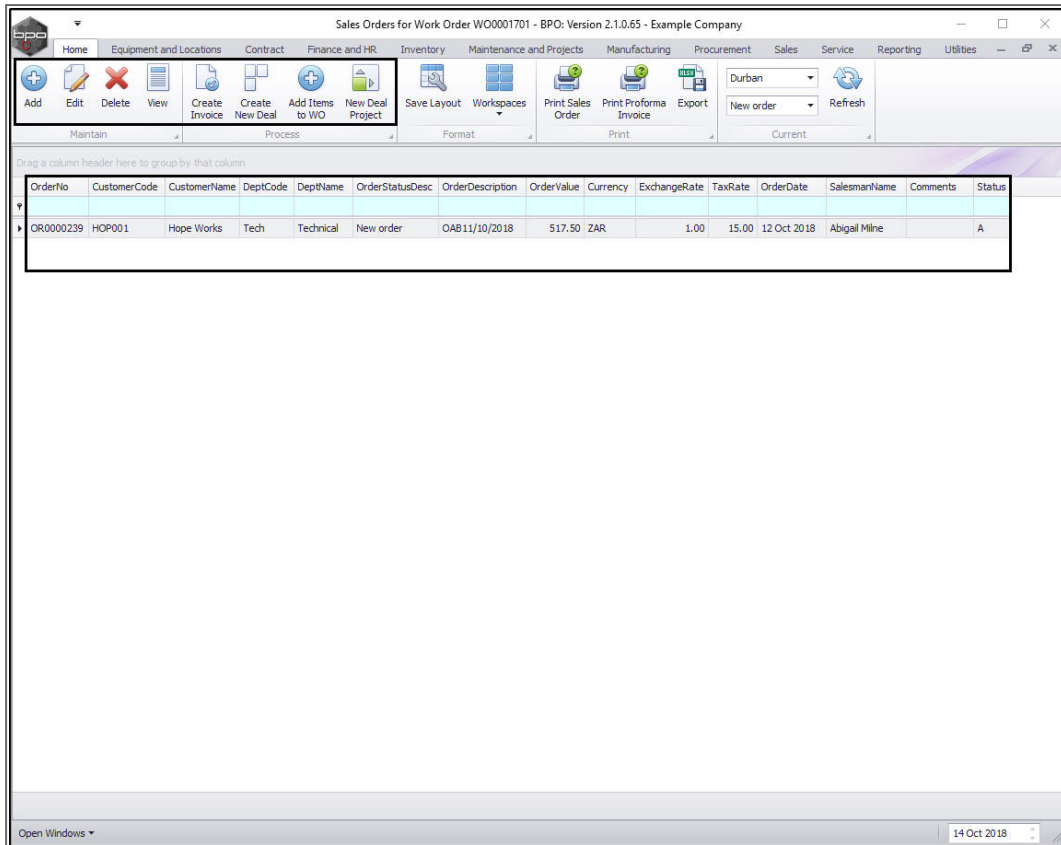 bpo
Sales Orders for Work Order WO0001701 - BPO: Version 2.1.0.65 - Example Company
Home Equipment and Locations Contract Finance and HR Inventory Maintenance and Projects Manufacturing Procurement Sales Service Reporting Utilities
Add Edit Delete View Create Invoice Create New Deal Add Items to WO New Deal Project Save Layout Workspaces Print Sales Order Print Proforma Invoice Export Durban New order Refresh
Maintain Process Format Print Current
Drag a column header here to group by that column
OrderNo CustomerCode CustomerName DeptCode DeptName OrderStatusDesc OrderDescription OrderValue Currency ExchangeRate TaxRate OrderDate SalesmanName Comments Status
OR0000239 HOP001 Hope Works Tech Technical New order OAB11/10/2018 517.50 ZAR 1.00 15.00 12 Oct 2018 Abigail Milne A
Open Windows 14 Oct 2018